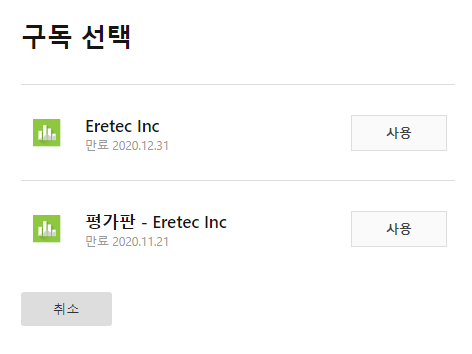 구독 선택
Eretec Inc
만료 2020.12.31
사용
평가판 - Eretec Inc
만료 2020.11.21
사용
취소